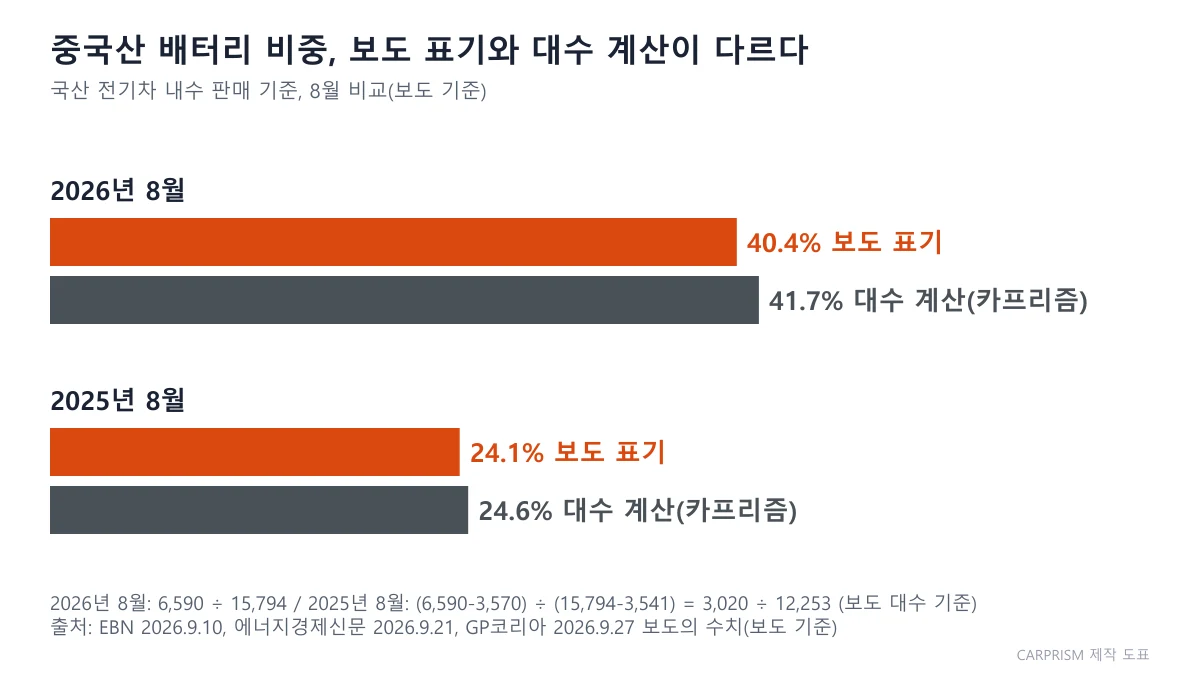 중국산 배터리 비중, 보도 표기와 대수 계산이 다르다
국산 전기차 내수 판매 기준, 8월 비교(보도 기준)
2026년 8월
40.4% 보도 표기
41.7% 대수 계산(카프리즘)
2025년 8월
24.1% 보도 표기
24.6% 대수 계산(카프리즘)
2026년 8월: 6,590 ÷ 15,794 / 2025년 8월: (6,590-3,570) ÷ (15,794-3,541) = 3,020 ÷ 12,253 (보도 대수 기준)
출처: EBN 2026.9.10, 에너지경제신문 2026.9.21, GP코리아 2026.9.27 보도의 수치(보도 기준)
CARPRISM 제작 도표